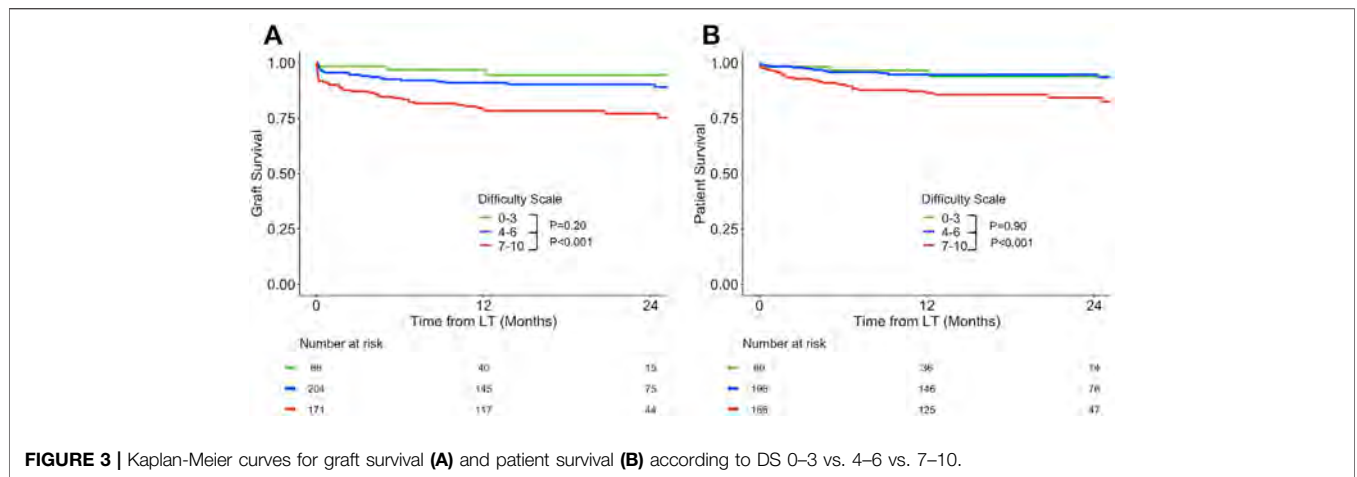 A
1.00
0.75
0.50
0.25
0.00
Graft Survival
Difficulty Scale
0-3
4-6
7-10
P=0.20
P<0.001
0
12
24
Time from LT (Months)
Number at risk
40
15
204
145
75
171
117
44
B
1.00
0.75
0.50
0.25
0.00
Patient Survival
Difficulty Scale
0-3
4-6
7-10
P=0.90
P<0.001
0
12
24
Time from LT (Months)
Number at risk
36
14
146
76
125
47
FIGURE 3 | Kaplan-Meier curves for graft survival (A) and patient survival (B) according to DS 0–3 vs. 4–6 vs. 7–10.